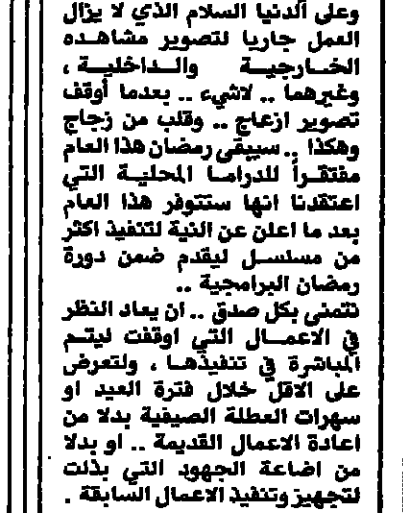 وعلى الدنيا السلام الذي لا يزال
العمل جاريا لتصوير مشاهده
الخارجية والداخلية ،
وغيرهما .. لاشيء .. بعدما أوقف
تصوير ازعاج .. وقلب من زجاج
وهكذا .. سيبقى رمضان هذا العام
مفتقراً للدراما المحلية التي
اعتقدنا انها ستتوفر هذا العام
بعد ما اعلن عن النية لتنفيذ اكثر
من مسلسل ليقدم ضمن دورة
رمضان البرامجية ..
نتمنى بكل صدق .. ان يعاد النظر
في الاعمال التي اوقفت ليتم
المباشرة في تنفيذها ، ولتعرض
على الاقل خلال فترة العيد او
سهرات العطلة الصيفية بدلا من
اعادة الاعمال القديمة .. او بدلا
من اضاعة الجهود التي بذلت
لتجهيز وتنفيذ الاعمال السابقة .